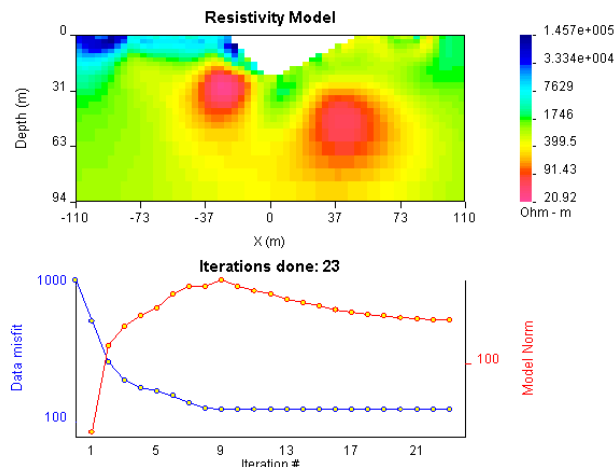 Resistivity Model
0
31
63
94
Depth (m)
-110 -73 -37 0 37 73 110
X (m)
1.457e+005
3.334e+004
7629
1746
399.5
91.43
20.92
Ohm - m
Iterations done: 23
1000
100
Data misfit
100
Model Norm
1 5 9 13 17 21
Iteration #